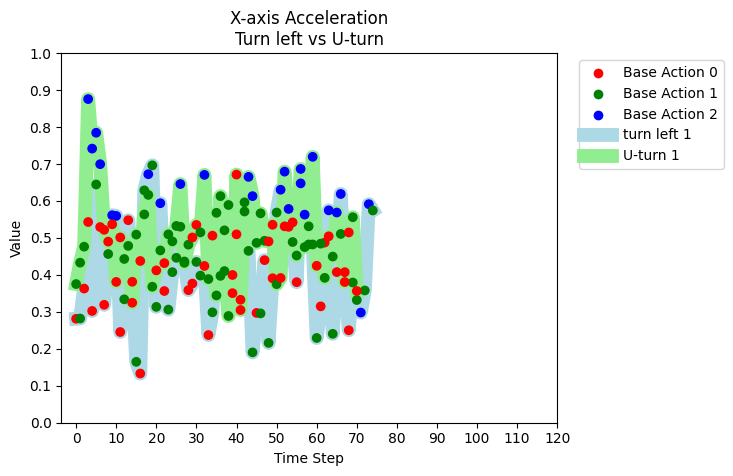 X-axis Acceleration
Turn left vs U-turn
Value
1.0
0.9
0.8
0.7
0.6
0.5
0.4
0.3
0.2
0.1
0.0
0 10 20 30 40 50 60 70 80 90 100 110 120
Time Step
Base Action 0
Base Action 1
Base Action 2
turn left 1
U-turn 1